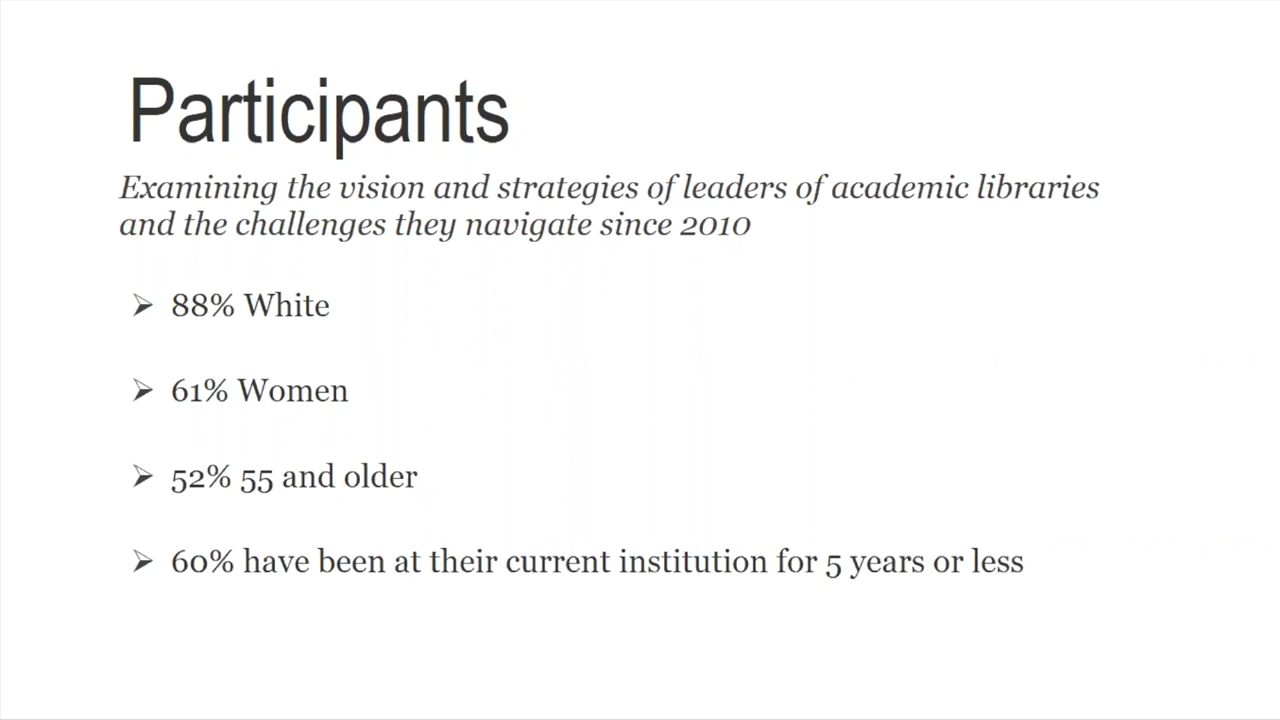 Participants
Examining the vision and strategies of leaders of academic libraries
and the challenges they navigate since 2010
88% White
61% Women
52% 55 and older
60% have been at their current institution for 5 years or less